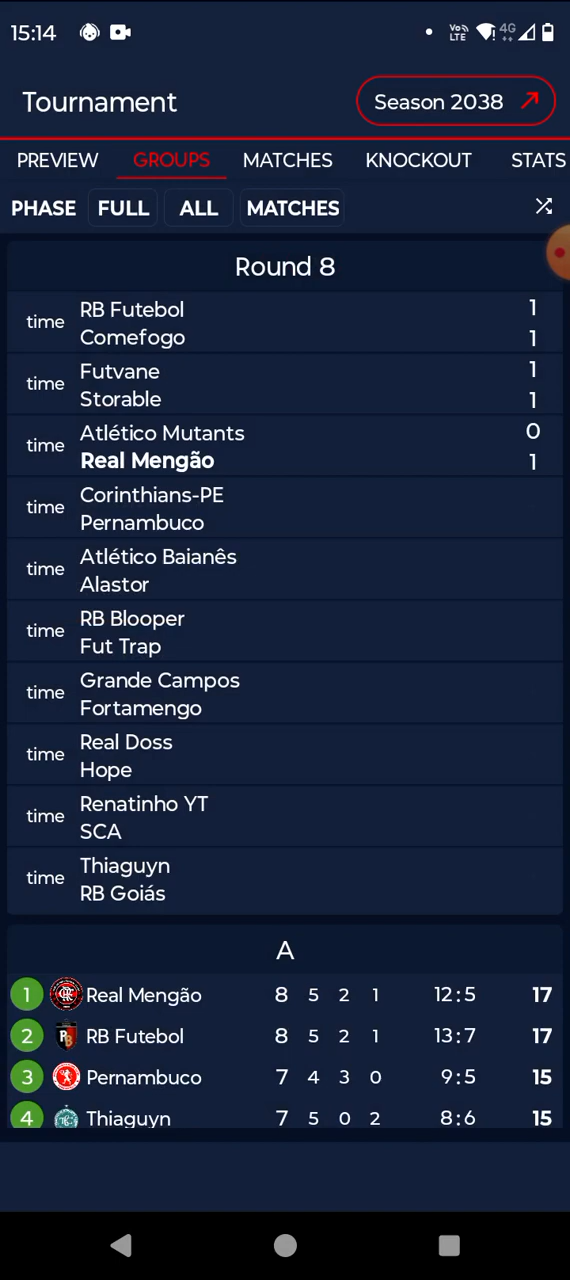 15:14 Vo LTE 4G
Tournament Season 2038
PREVIEW GROUPS MATCHES KNOCKOUT STATS
PHASE FULL ALL MATCHES
Round 8
time RB Futebol 1
Comefogo 1
time Futvane 1
Storable 1
time Atlético Mutants 0
Real Mengão 1
time Corinthians-PE
Pernambuco
time Atlético Baianês
Alastor
time RB Blooper
Fut Trap
time Grande Campos
Fortamengo
time Real Doss
Hope
time Renatinho YT
SCA
time Thiaguyn
RB Goiás
A
1 Real Mengão 8 5 2 1 12:5 17
2 RB Futebol 8 5 2 1 13:7 17
3 Pernambuco 7 4 3 0 9:5 15
4 Thiaguyn 7 5 0 2 8:6 15